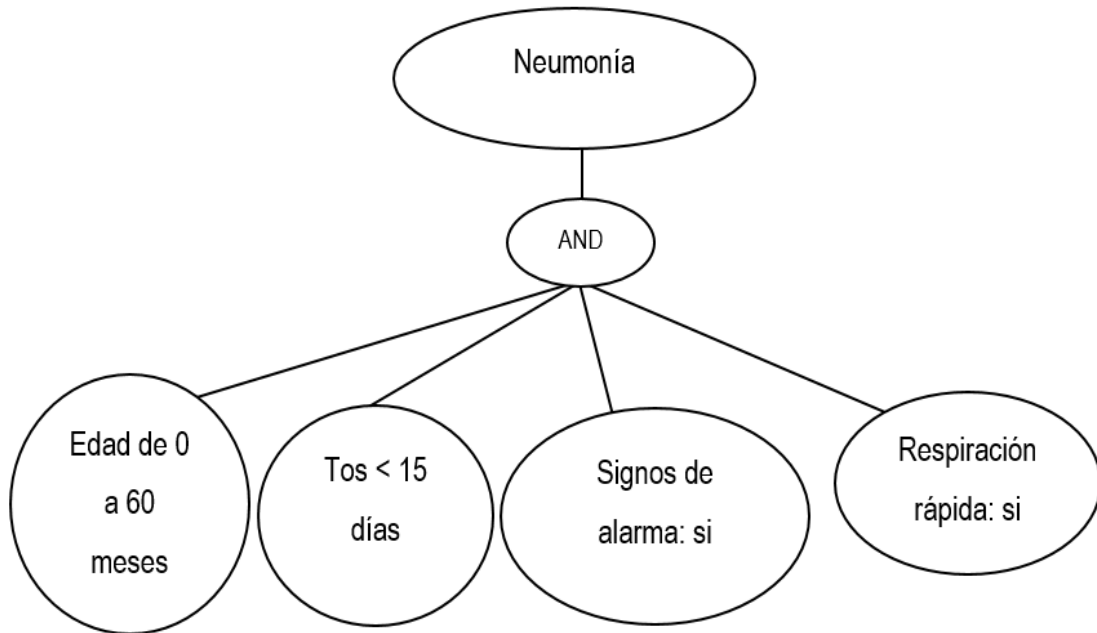 Neumonía
AND
Edad de 0
a 60
meses
Tos < 15
días
Signos de
alarma: si
Respiración
rápida: si